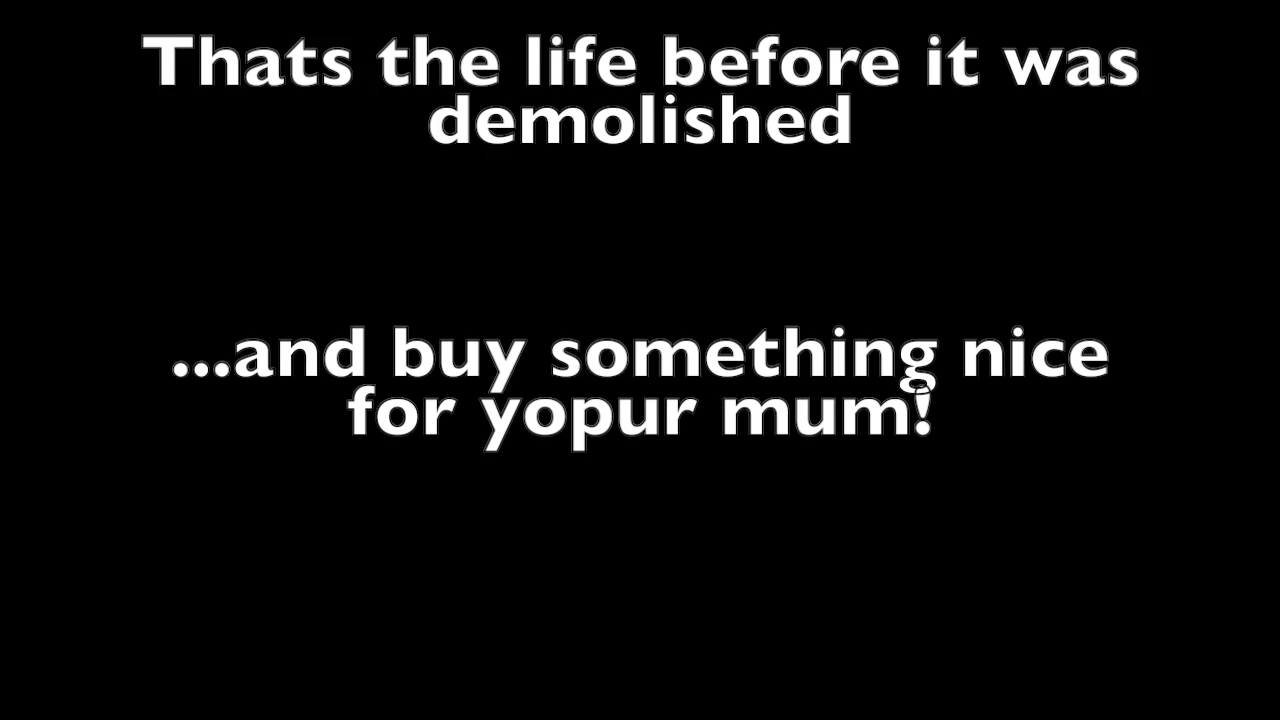 Thats the life before it was
demolished
...and buy something nice
for yopur mum!